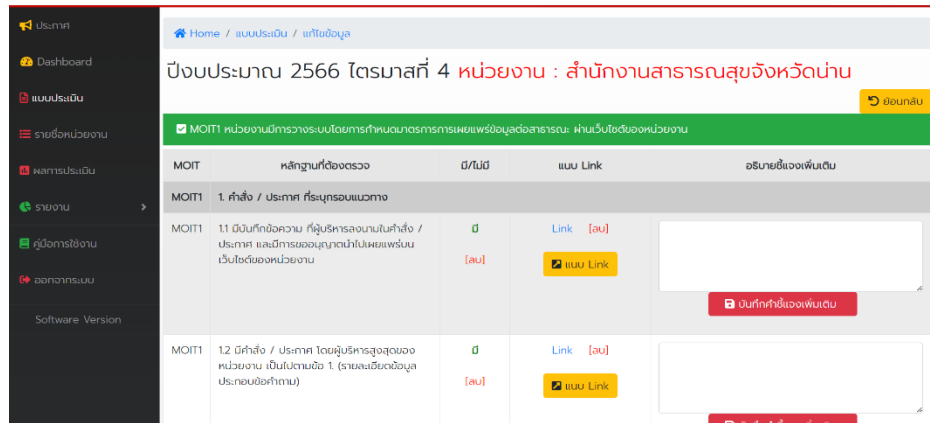 ประกาศ
Dashboard
แบบประเมิน
รายชื่อหน่วยงาน
ผลการประเมิน
รายงาน
คู่มือการใช้งาน
ออกจากระบบ
Software Version
Home / แบบประเมิน / แก้ไขข้อมูล
ปีงบประมาณ 2566 ไตรมาสที่ 4 หน่วยงาน : สำนักงานสาธารณสุขจังหวัดน่าน
ย้อนกลับ
MOIT1 หน่วยงานมีการวางระบบโดยการกำหนดมาตรการการเผยแพร่ข้อมูลต่อสาธารณะ ผ่านเว็บไซต์ของหน่วยงาน
MOIT หลักฐานที่ต้องตรวจ มี/ไม่มี แนบ Link อธิบายชี้แจงเพิ่มเติม
MOIT1 1. คำสั่ง / ประกาศ ที่ระบุกรอบแนวทาง
MOIT1 1.1 มีบันทึกข้อความ ที่ผู้บริหารลงนามในคำสั่ง / มี Link [ลบ]
ประกาศ และมีการขออนุญาตนำไปเผยแพร่บน
เว็บไซต์ของหน่วยงาน [ลบ] แนบ Link
บันทึกคำชี้แจงเพิ่มเติม
MOIT1 1.2 มีคำสั่ง / ประกาศ โดยผู้บริหารสูงสุดของ มี Link [ลบ]
หน่วยงาน เป็นไปตามข้อ 1. (รายละเอียดข้อมูล
ประกอบข้อคำถาม) [ลบ] แนบ Link